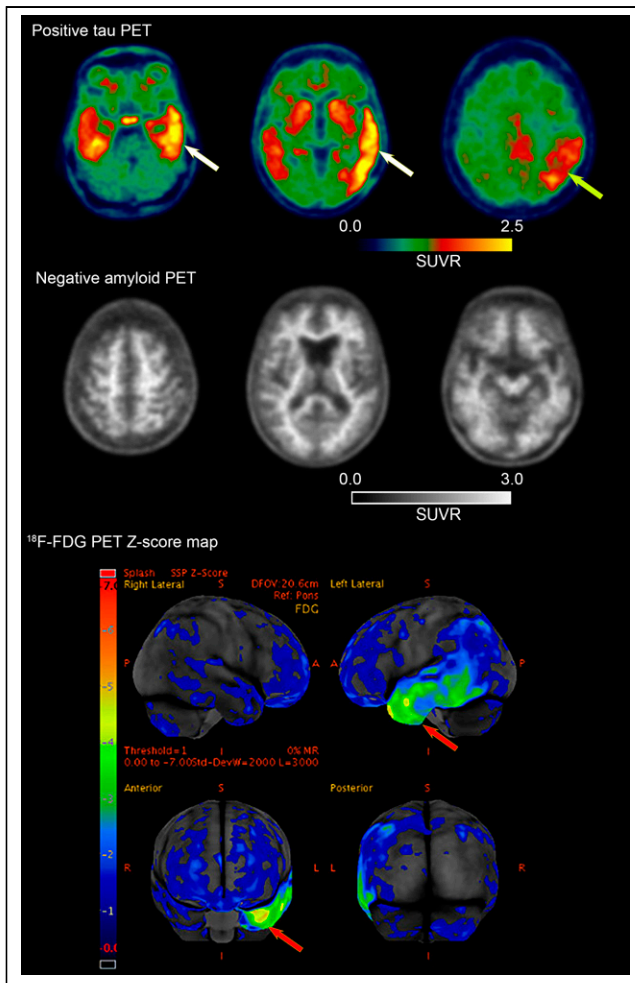 Positive tau PET
0.0 2.5
SUVR
Negative amyloid PET
0.0 3.0
SUVR
18F-FDG PET Z-score map
Splash SSP Z-Score DFOV: 20.6cm
Right Lateral S Ref: Pons Left Lateral S
FDG
-7.0
-6
-5
-4
-3
-2
-1
-0.0
P A A P
I I
Threshold=1 0% MR
0.00 to -7.00Std-DevW=2000 L=3000
Anterior S Posterior S
R L L R
I I